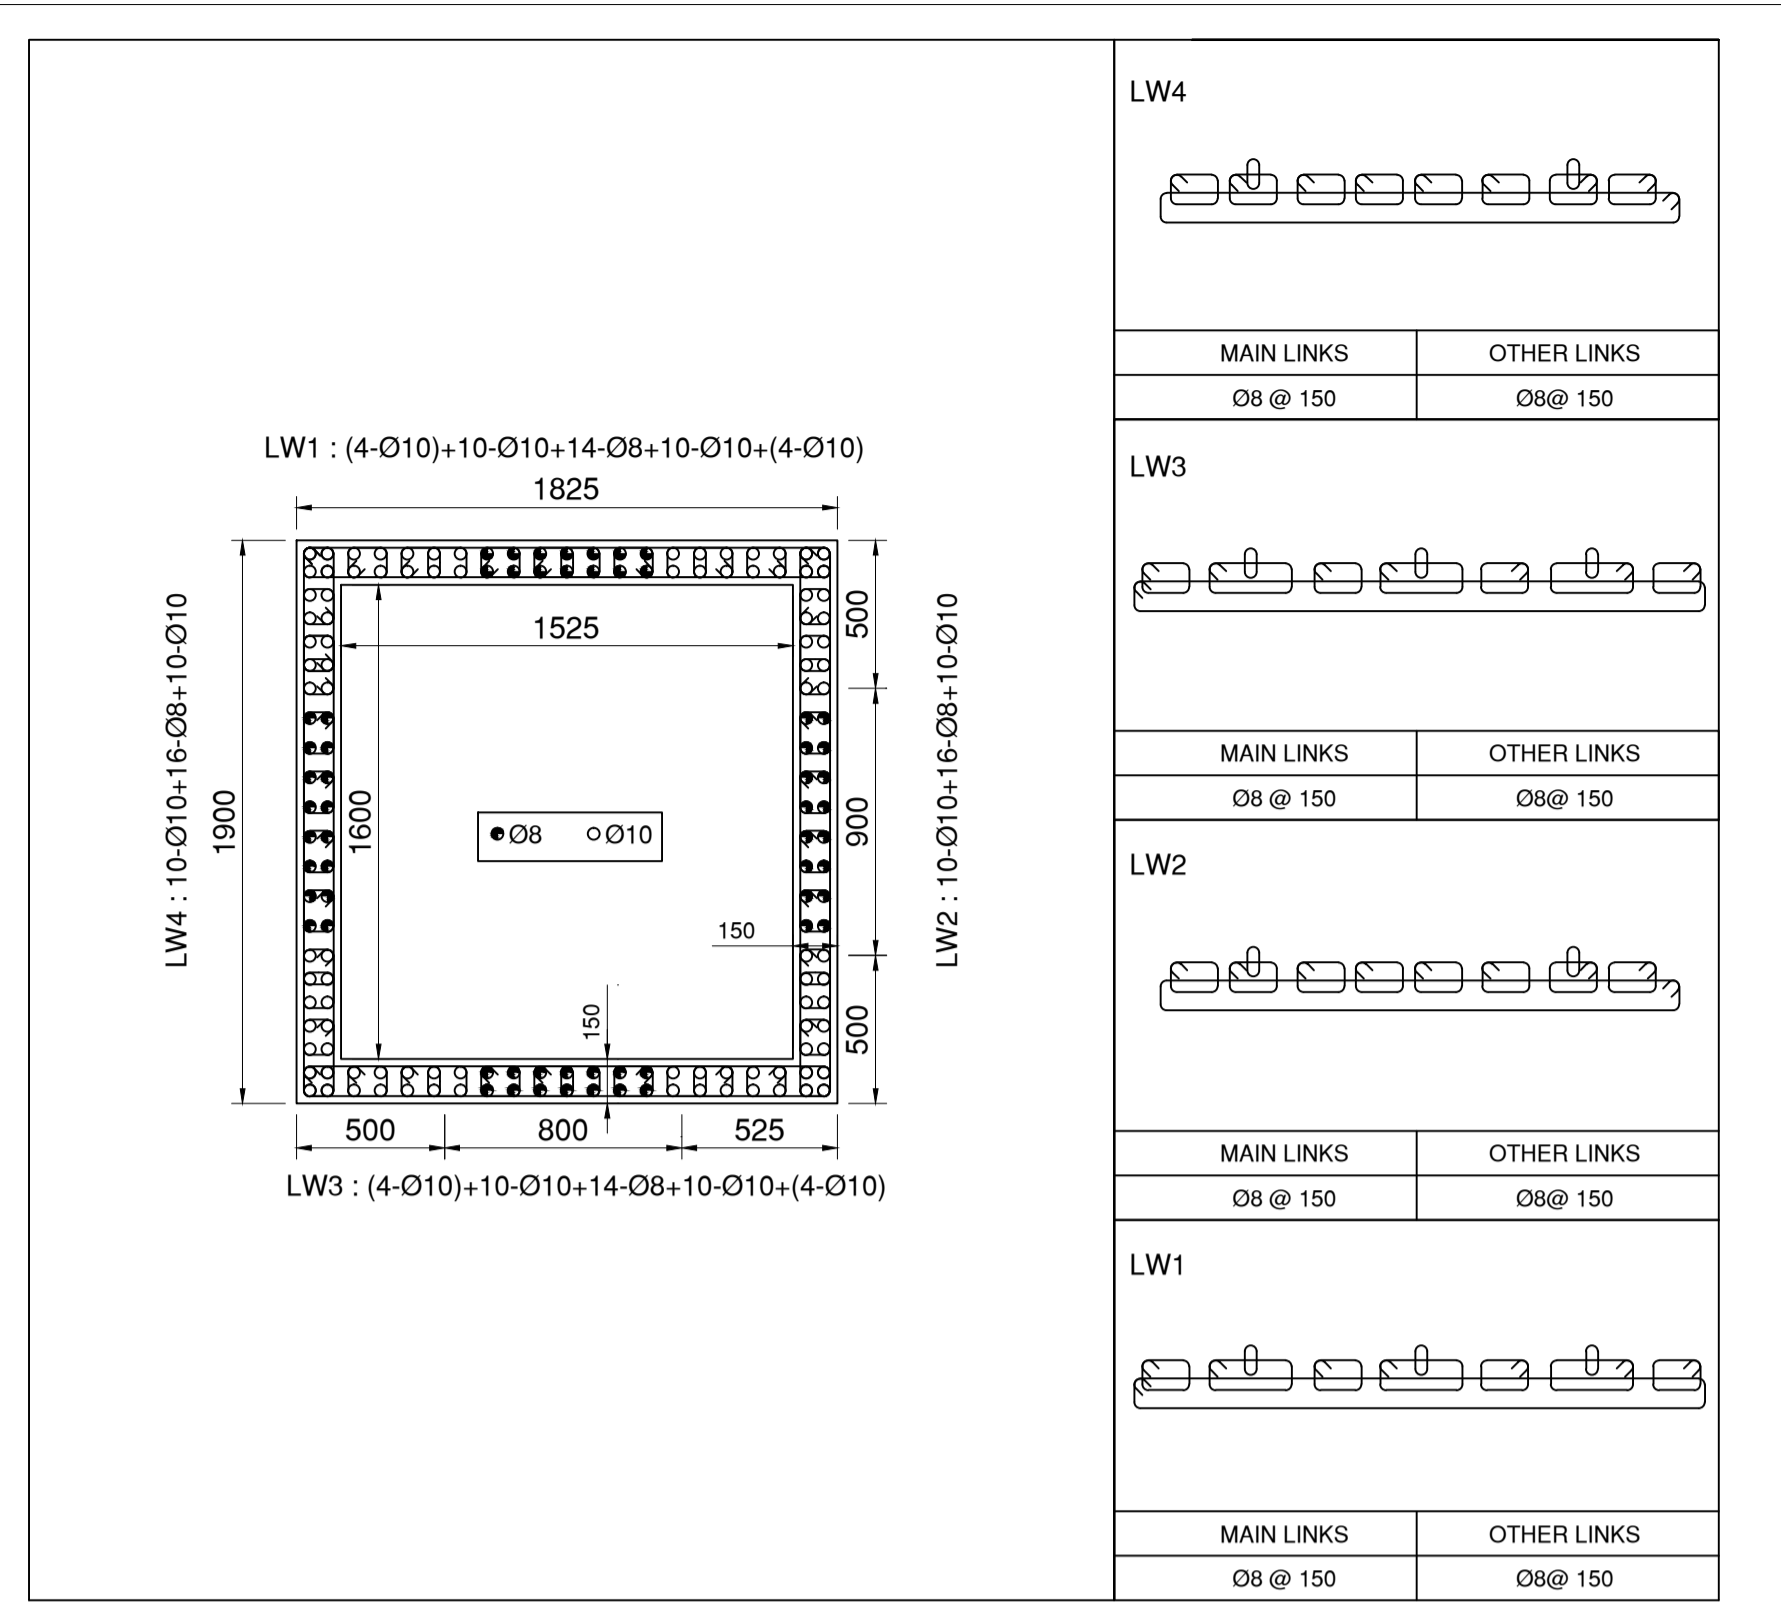 LW1 : (4-Ø10)+10-Ø10+14-Ø8+10-Ø10+(4-Ø10)
1825
LW4 : 10-Ø10+16-Ø8+10-Ø10
1900
1600
1525
Ø8 Ø10
150
150
500
900
500
LW2 : 10-Ø10+16-Ø8+10-Ø10
500 800 525
LW3 : (4-Ø10)+10-Ø10+14-Ø8+10-Ø10+(4-Ø10)
LW4
MAIN LINKS OTHER LINKS
Ø8 @ 150 Ø8@ 150
LW3
MAIN LINKS OTHER LINKS
Ø8 @ 150 Ø8@ 150
LW2
MAIN LINKS OTHER LINKS
Ø8 @ 150 Ø8@ 150
LW1
MAIN LINKS OTHER LINKS
Ø8 @ 150 Ø8@ 150